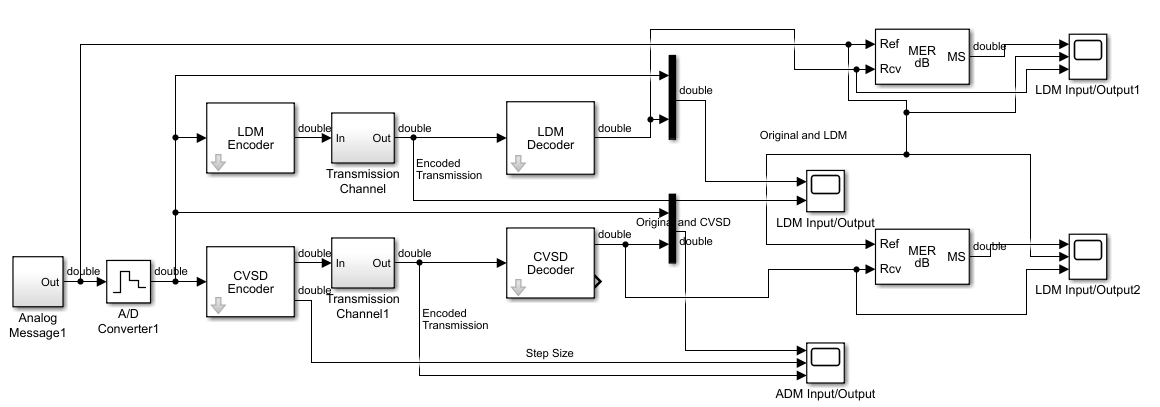 Ref
Rcv
MER
dB
MS
double
LDM Input/Output1
double
LDM
Encoder
double
In
Out
double
Transmission
Channel
Encoded
Transmission
LDM
Decoder
double
Original and LDM
LDM Input/Output
Original and CVSD
double
double
CVSD
Encoder
double
double
In
Out
double
Transmission
Channel1
Encoded
Transmission
CVSD
Decoder
Ref
Rcv
MER
dB
MS
double
LDM Input/Output2
Out
double
Analog
Message1
A/D
Converter1
double
Step Size
ADM Input/Output